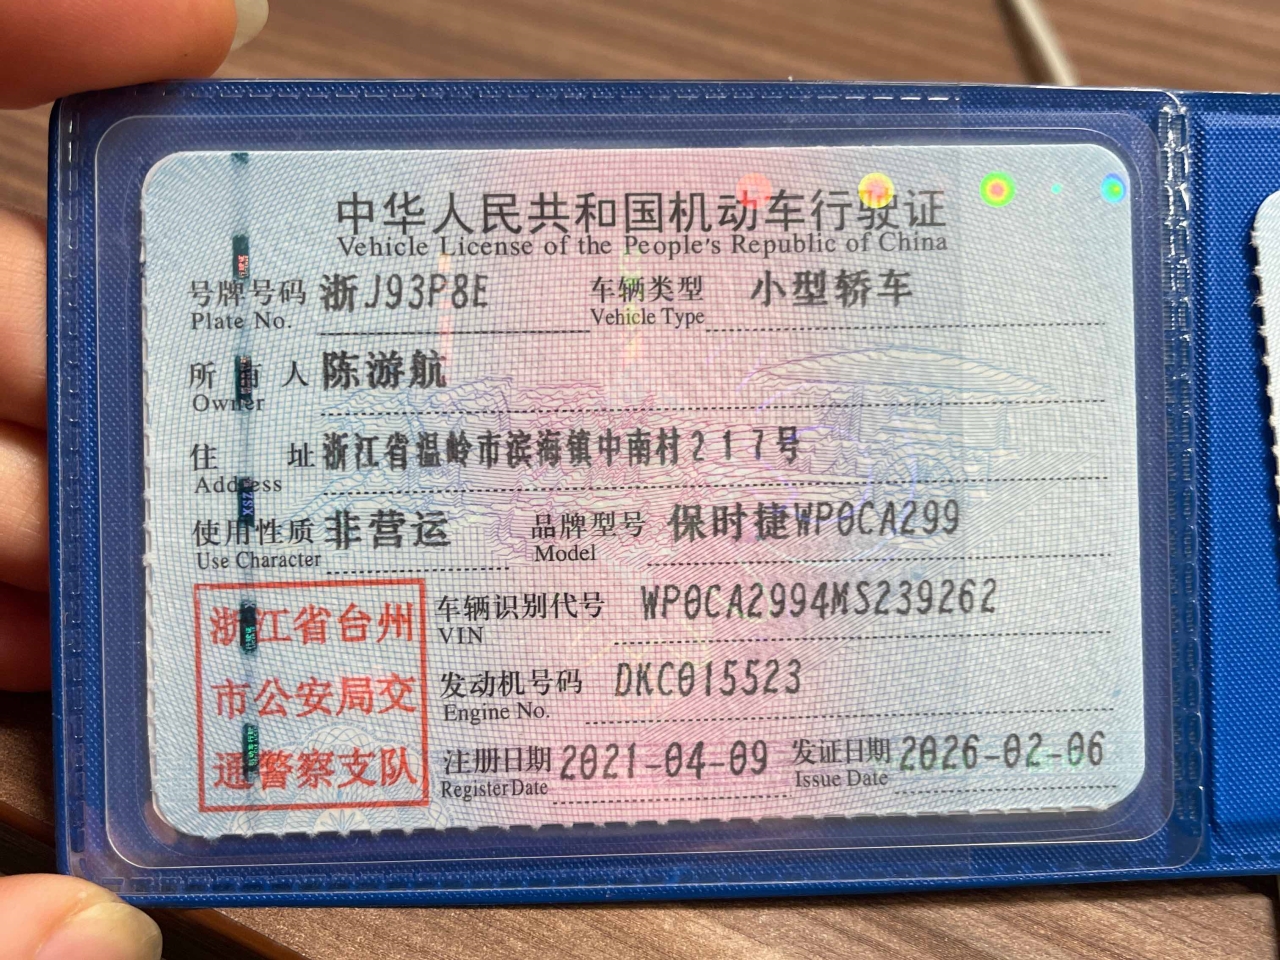 中华人民共和国机动车行驶证
Vehicle License of the People's Republic of China
号牌号码 浙J93P8E 车辆类型 小型轿车
Plate No. Vehicle Type
所有人 陈游航
Owner
住址 浙江省温岭市滨海镇中南村217号
Address
使用性质 非营运 品牌型号 保时捷WP0CA299
Use Character Model
车辆识别代号 WP0CA2994MS239262
VIN
发动机号码 DKC015523
Engine No.
注册日期 2021-04-09 发证日期 2026-02-06
Register Date Issue Date
浙江省台州
市公安局交
通警察支队
XSZ